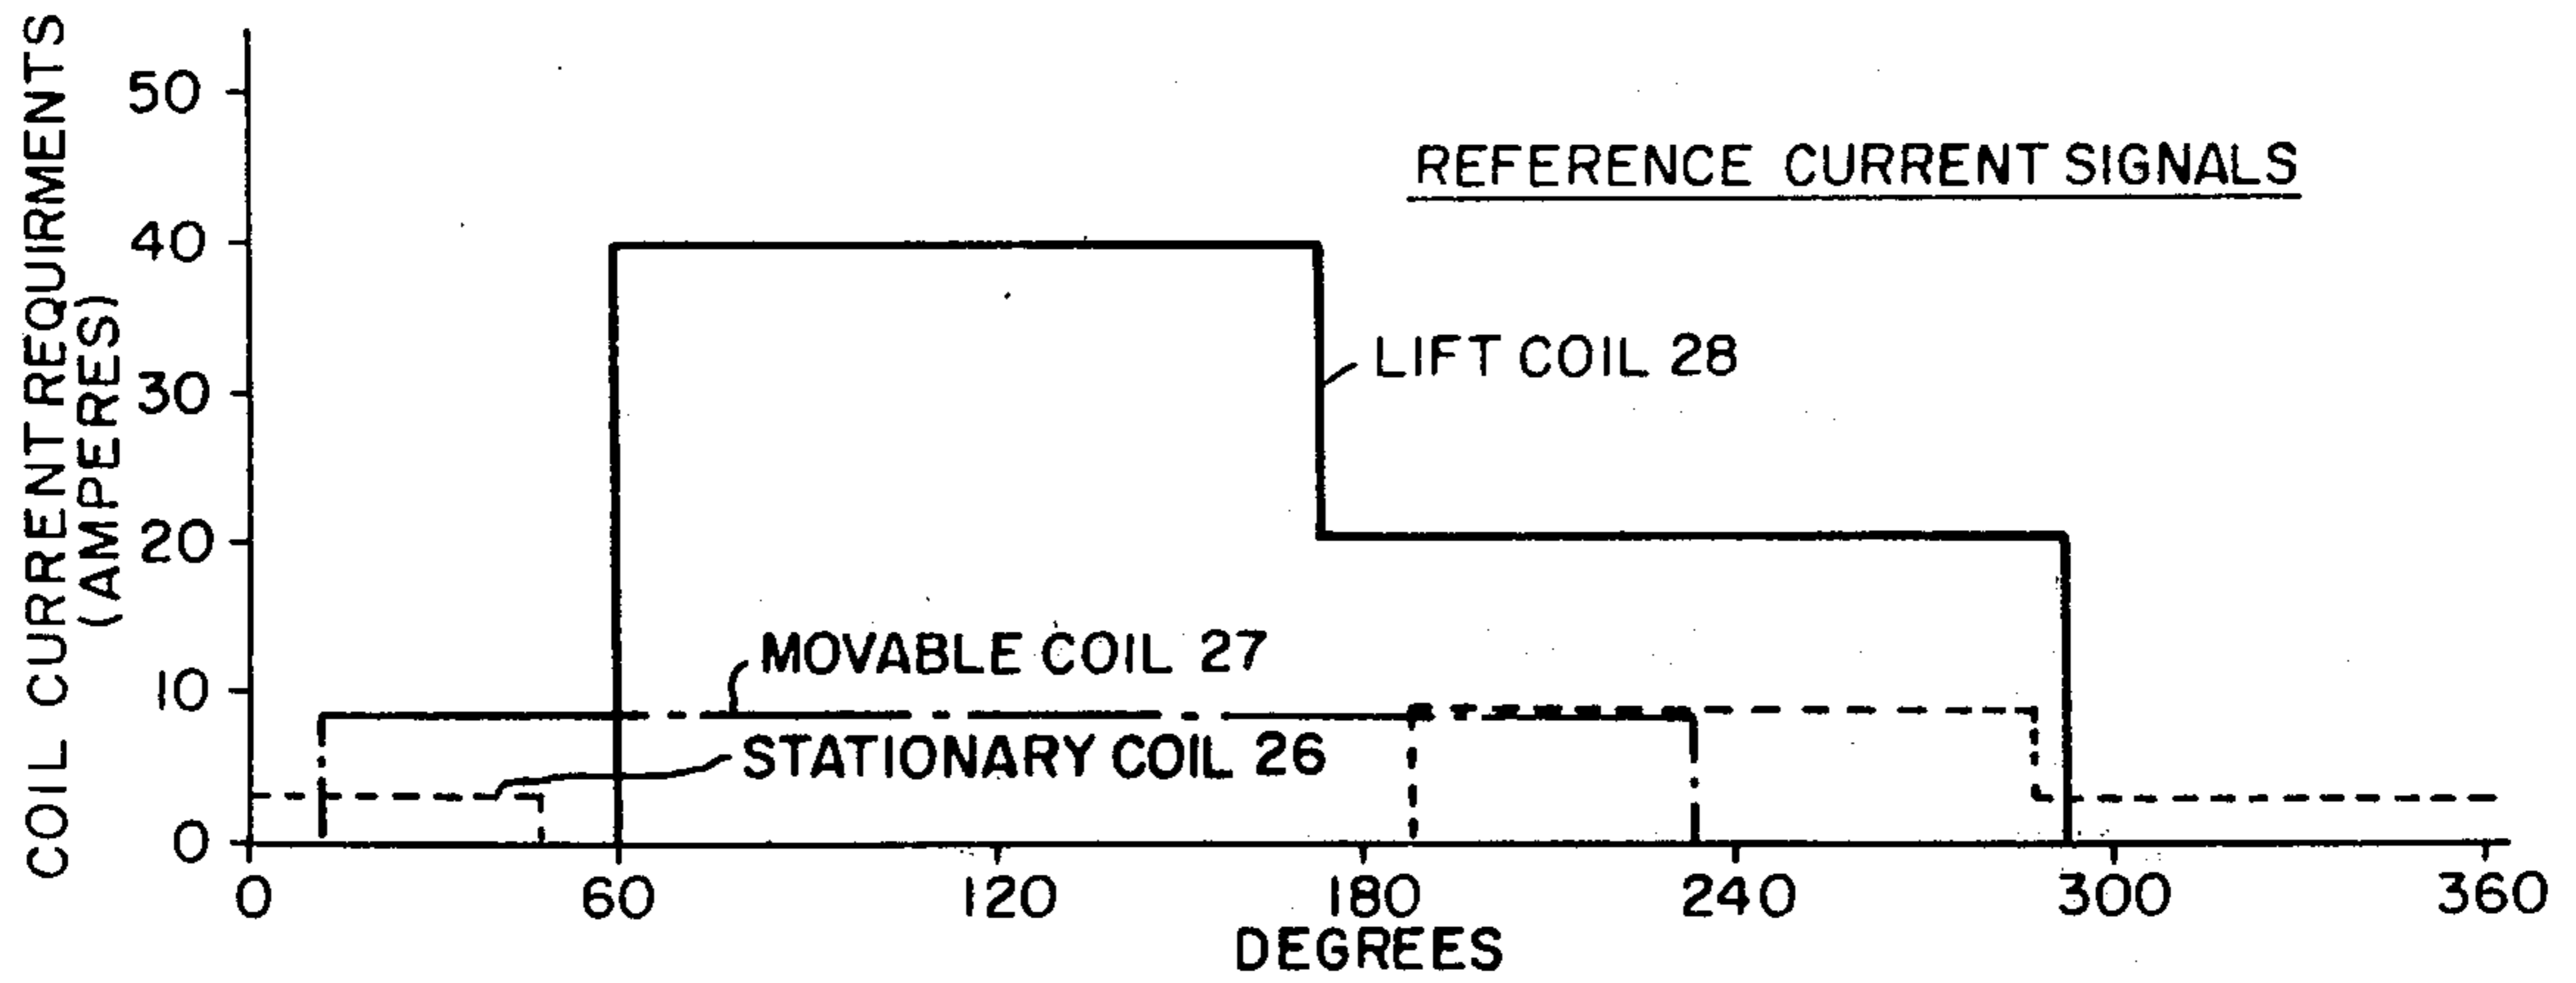 COIL CURRENT REQUIRMENTS
(AMPERES)
50
40
30
20
10
0
REFERENCE CURRENT SIGNALS
LIFT COIL 28
MOVABLE COIL 27
STATIONARY COIL 26
0 60 120 180 240 300 360
DEGREES